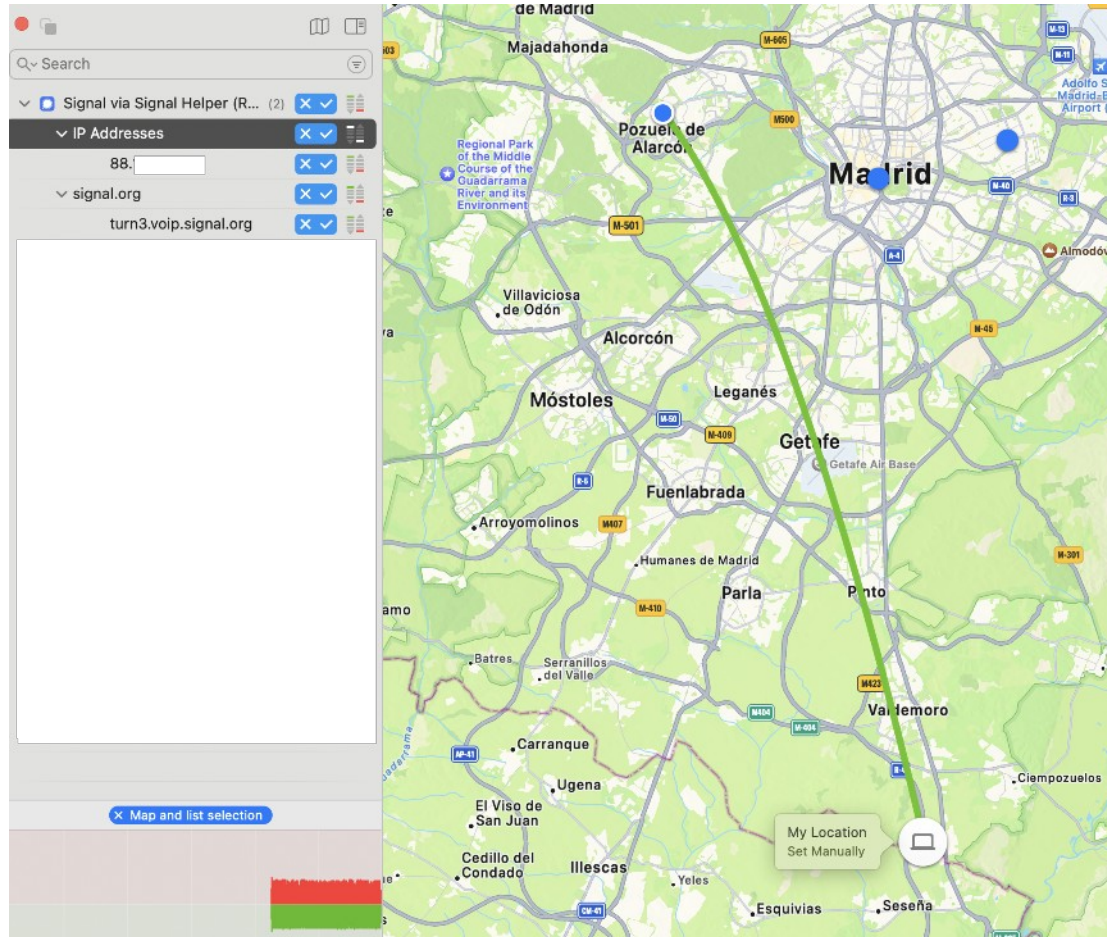 Search
Signal via Signal Helper (R... (2)
IP Addresses
88.
signal.org
turn3.voip.signal.org
Map and list selection
de Madrid
Majadahonda
M-605
M-13
M-11
Adolfo S
Madrid-B
Airport (
Pozuelo de
Alarcón
M500
Regional Park
of the Middle
Course of the
Guadarrama
River and its
Environment
Madrid
M-40
R-3
M-501
A-4
Almodóv
Villaviciosa
de Odón
M-45
Alcorcón
Leganés
Móstoles
M-50
M-409
Getafe
Getafe Air Base
R-5
Fuenlabrada
Arroyomolinos
M407
M-301
Humanes de Madrid
Parla
Pinto
M-410
amo
Batres
Serranillos
del Valle
M423
Valdemoro
M404
M-404
Guadarrama
Carranque
AP-41
R-4
Ciempozuelos
Ugena
El Viso de
San Juan
My Location
Set Manually
Cedillo del
Condado
Illescas
Yeles
Esquivias
Seseña
CM-41